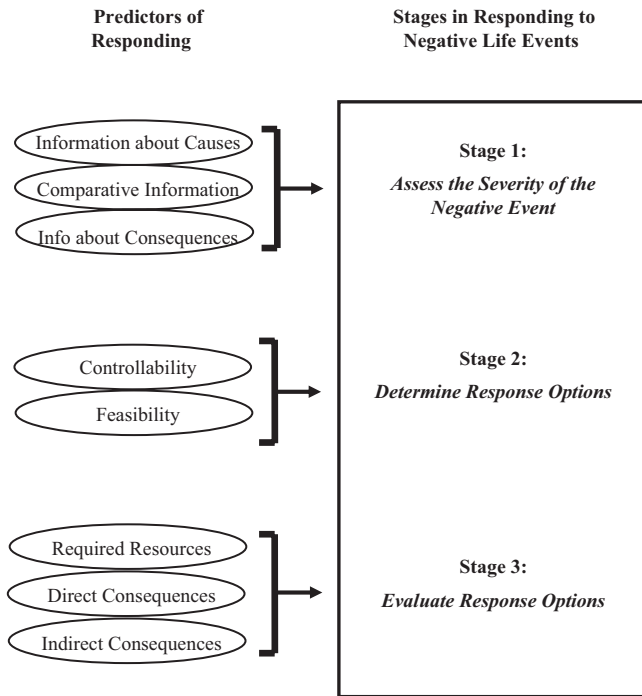 Predictors of
Responding
Stages in Responding to
Negative Life Events
Information about Causes
Comparative Information
Info about Consequences
Stage 1:
Assess the Severity of the
Negative Event
Controllability
Feasibility
Stage 2:
Determine Response Options
Required Resources
Direct Consequences
Indirect Consequences
Stage 3:
Evaluate Response Options